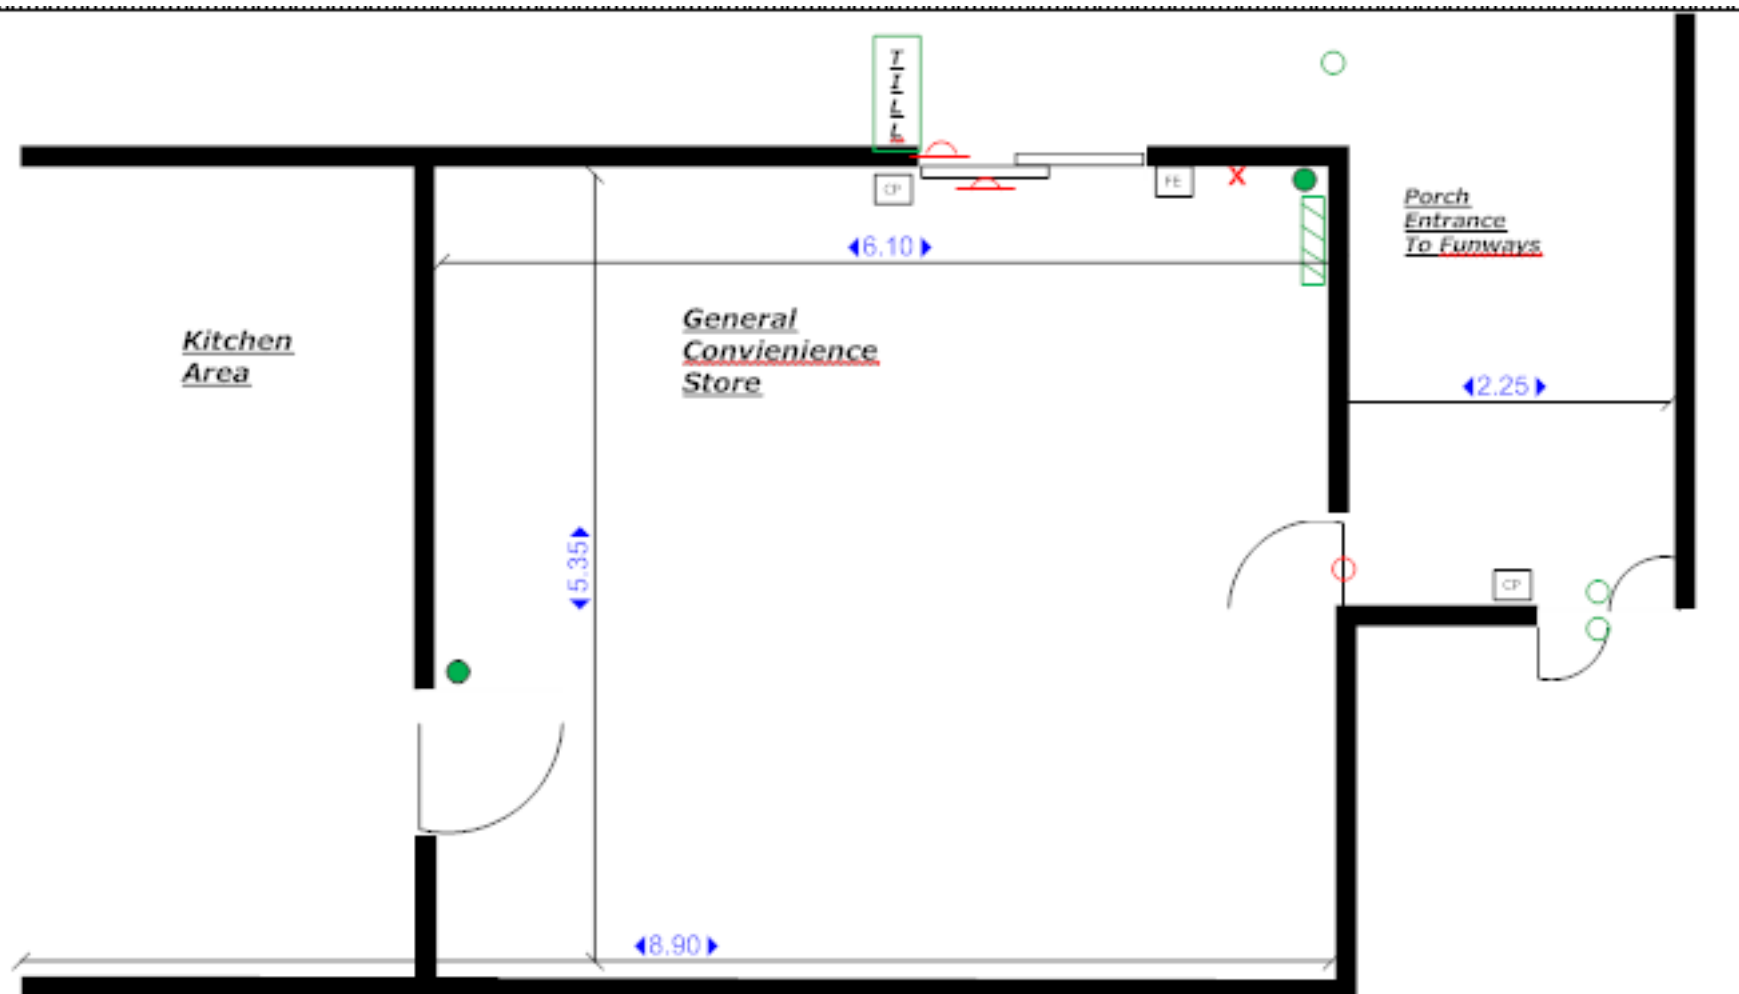 TILL
CP
FE
X
6.10
Porch
Entrance
To Funways
General
Convienience
Store
Kitchen
Area
2.25
5.35
CP
8.90